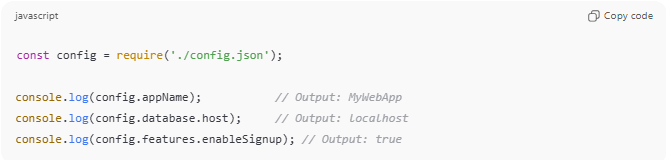 javascript
Copy code
const config = require('./config.json');
console.log(config.appName);           // Output: MyWebApp
console.log(config.database.host);     // Output: localhost
console.log(config.features.enableSignup); // Output: true